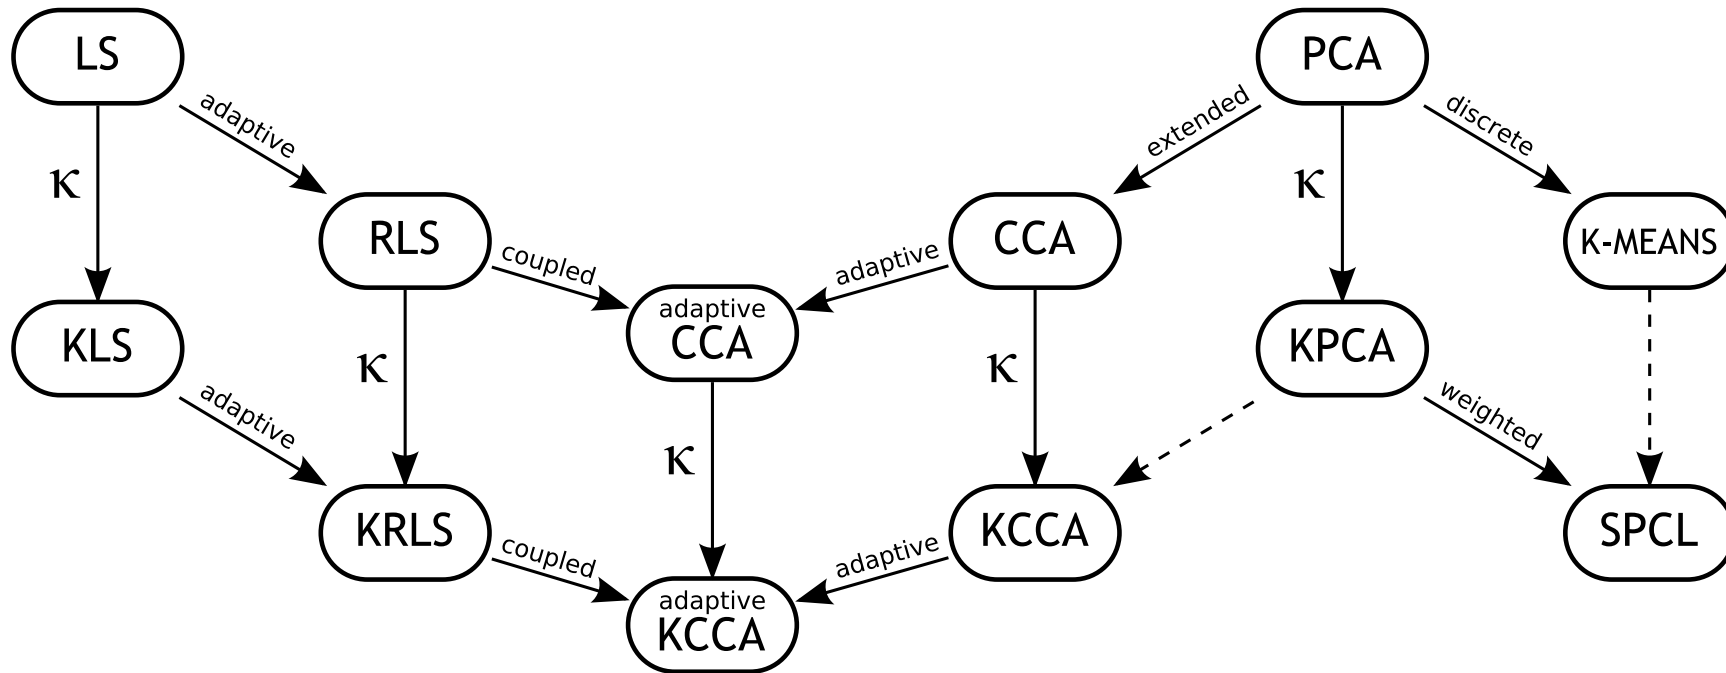 LS
PCA
adaptive
extended
discrete
κ
κ
RLS
coupled
adaptive
CCA
K-MEANS
adaptive
CCA
KLS
KPCA
adaptive
κ
κ
weighted
κ
KRLS
coupled
adaptive
KCCA
SPCL
adaptive
KCCA